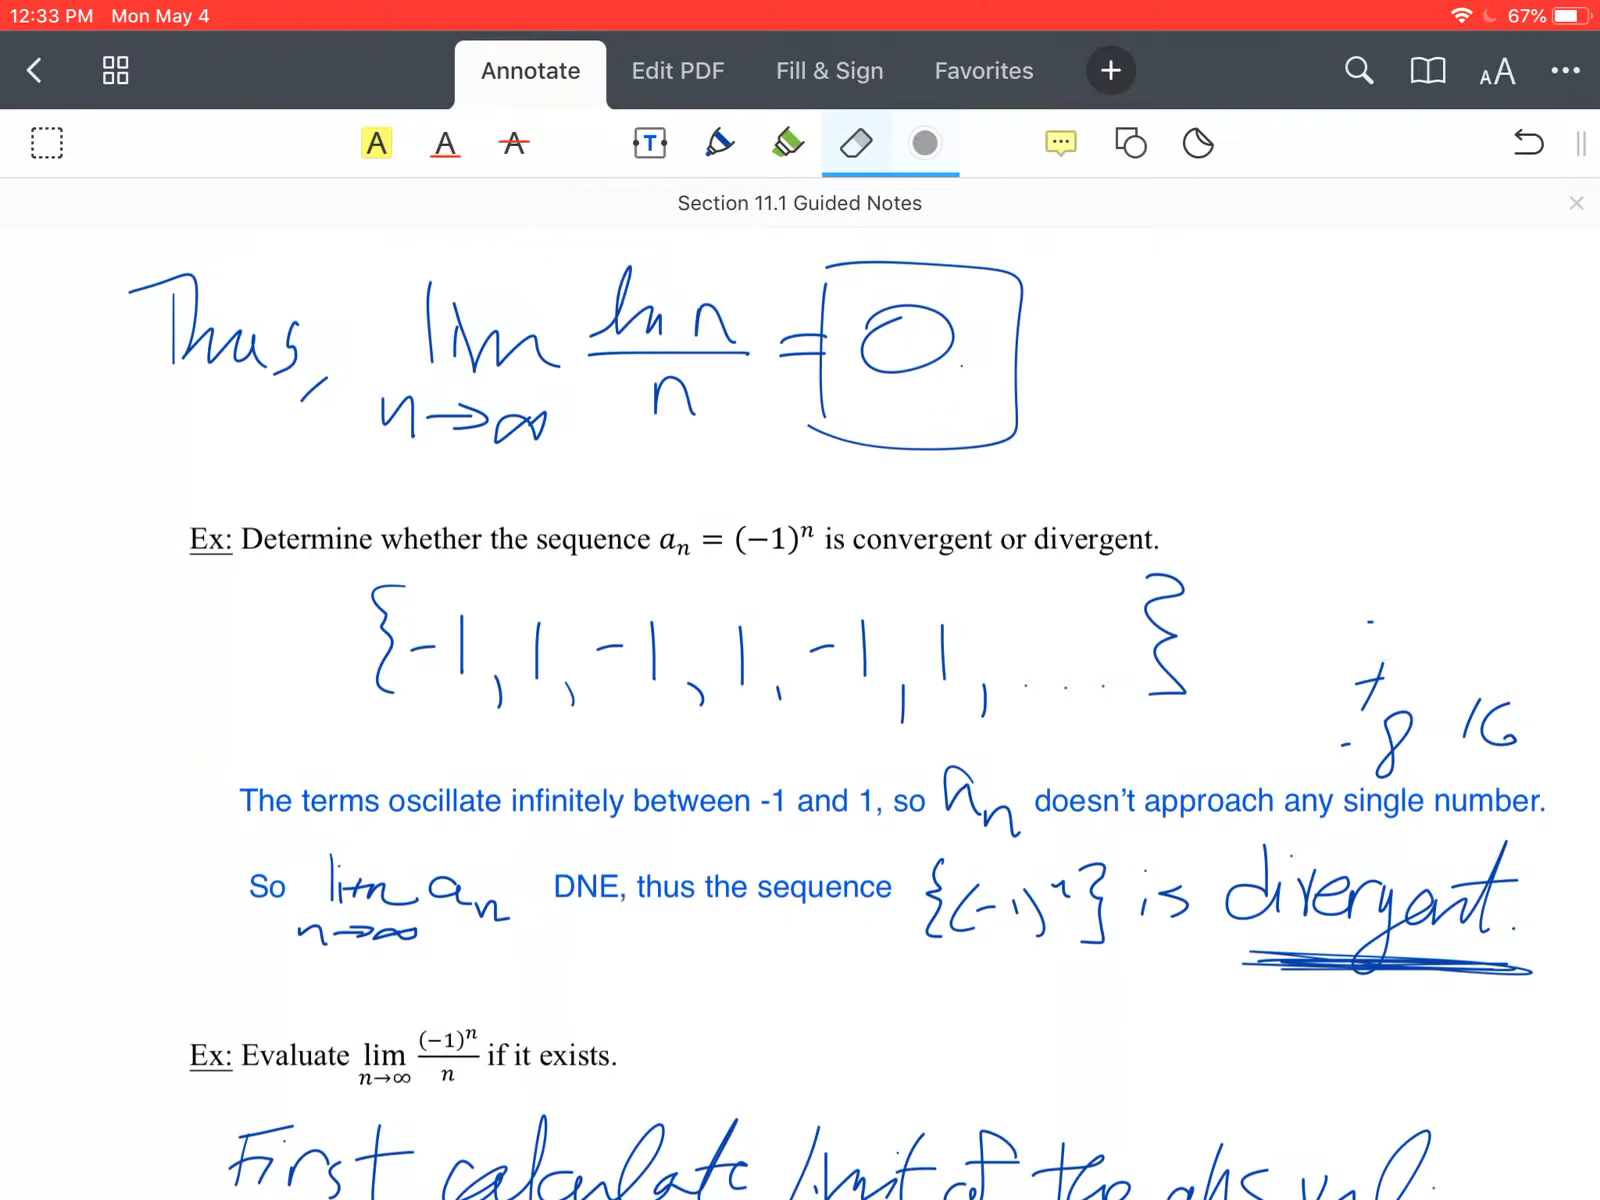 12:33 PM Mon May 4 67%
Annotate Edit PDF Fill & Sign Favorites + AA
A A A T
Section 11.1 Guided Notes
Thus, lim n→∞ ln n / n = 0.
Ex: Determine whether the sequence aₙ = (−1)ⁿ is convergent or divergent.
{-1, 1, -1, 1, -1, 1, ...}
+
-8 16
The terms oscillate infinitely between -1 and 1, so aₙ doesn't approach any single number.
So lim n→∞ aₙ DNE, thus the sequence {(-1)ⁿ} is divergent.
Ex: Evaluate lim n→∞ (−1)ⁿ / n if it exists.
First calculate limit of the abs val.